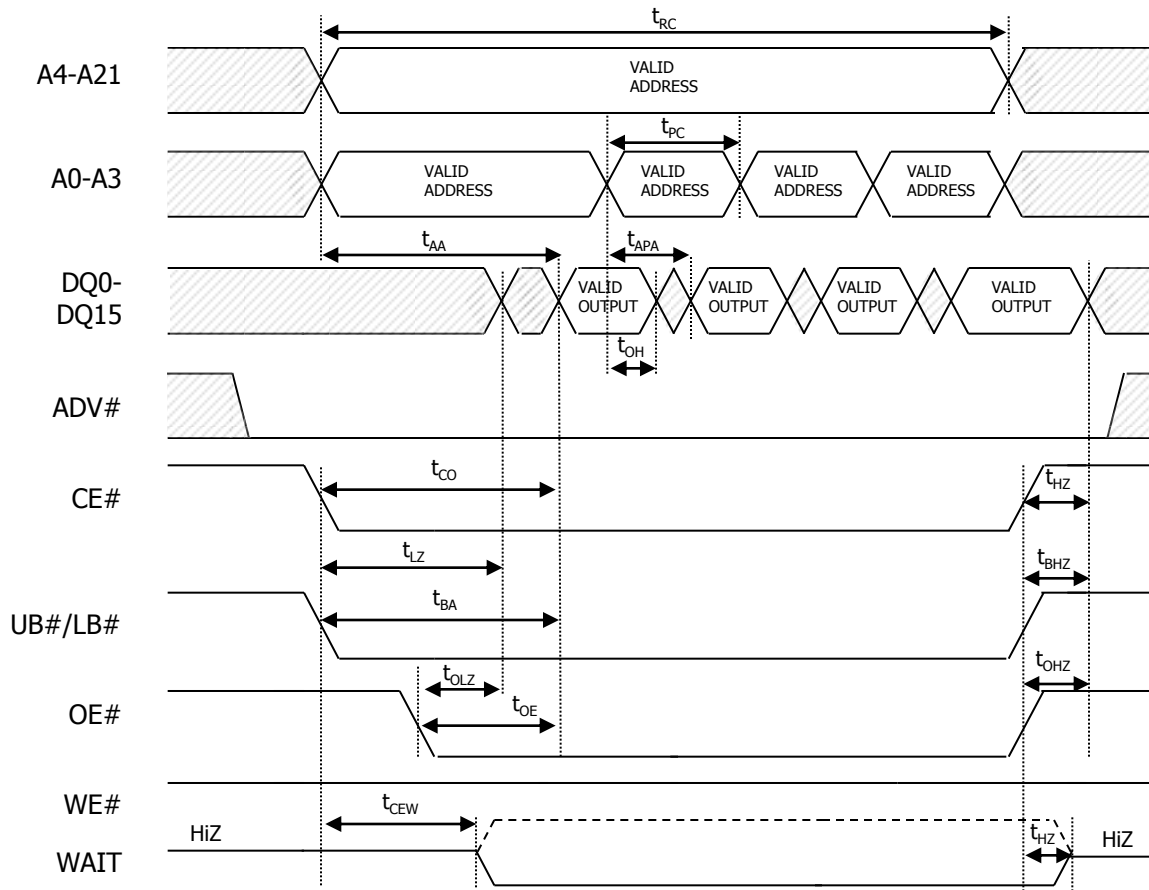 tRC
A4-A21
VALID
ADDRESS
tPC
A0-A3
VALID
ADDRESS
VALID
ADDRESS
VALID
ADDRESS
VALID
ADDRESS
tAA
tAPA
DQ0-
DQ15
VALID
OUTPUT
VALID
OUTPUT
VALID
OUTPUT
VALID
OUTPUT
tOH
ADV#
CE#
tCO
tHZ
tLZ
tBHZ
UB#/LB#
tBA
tOLZ
tOHZ
OE#
tOE
WE#
tCEW
HiZ
tHZ
HiZ
WAIT